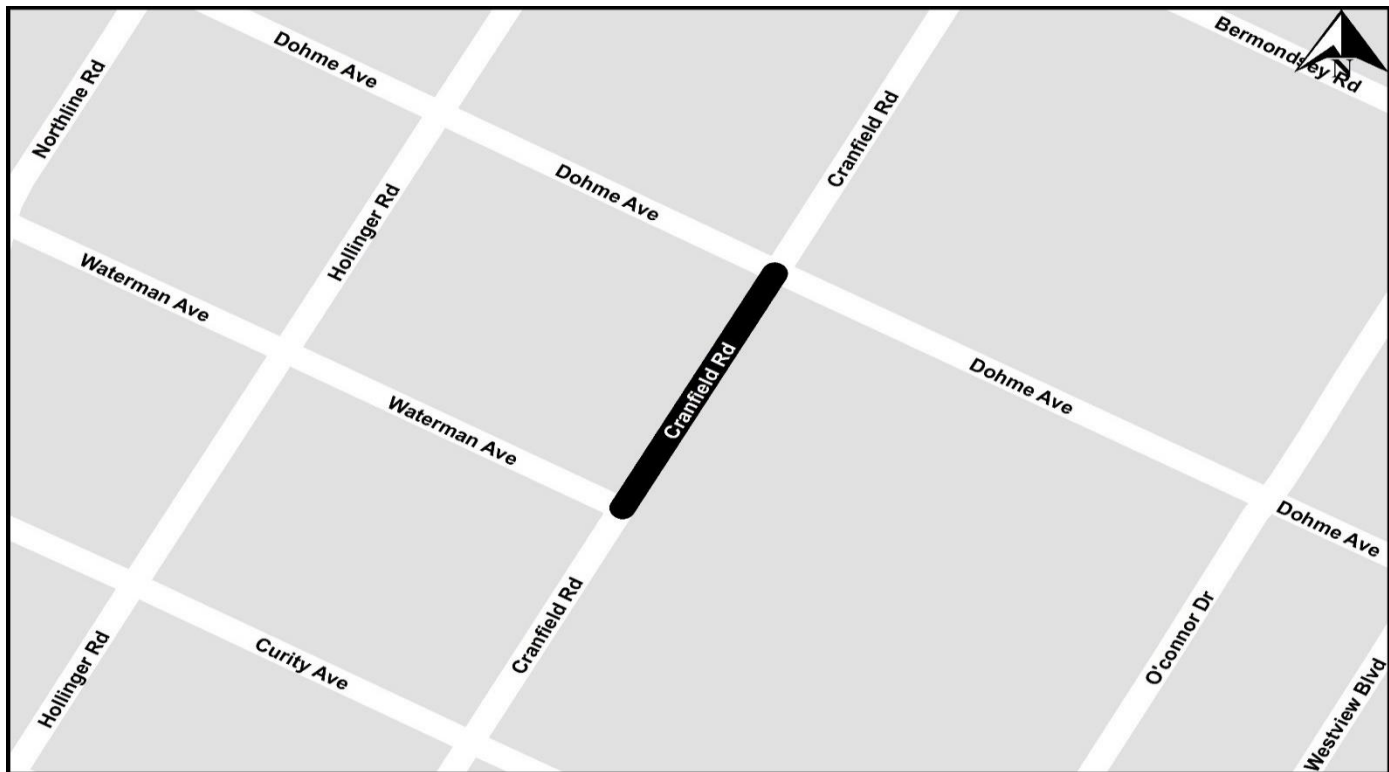 Dohme Ave
Bermondsey Rd
N
Northline Rd
Cranfield Rd
Dohme Ave
Hollinger Rd
Waterman Ave
Cranfield Rd
Dohme Ave
Waterman Ave
Dohme Ave
Cranfield Rd
O'connor Dr
Curity Ave
Hollinger Rd
Westview Blvd